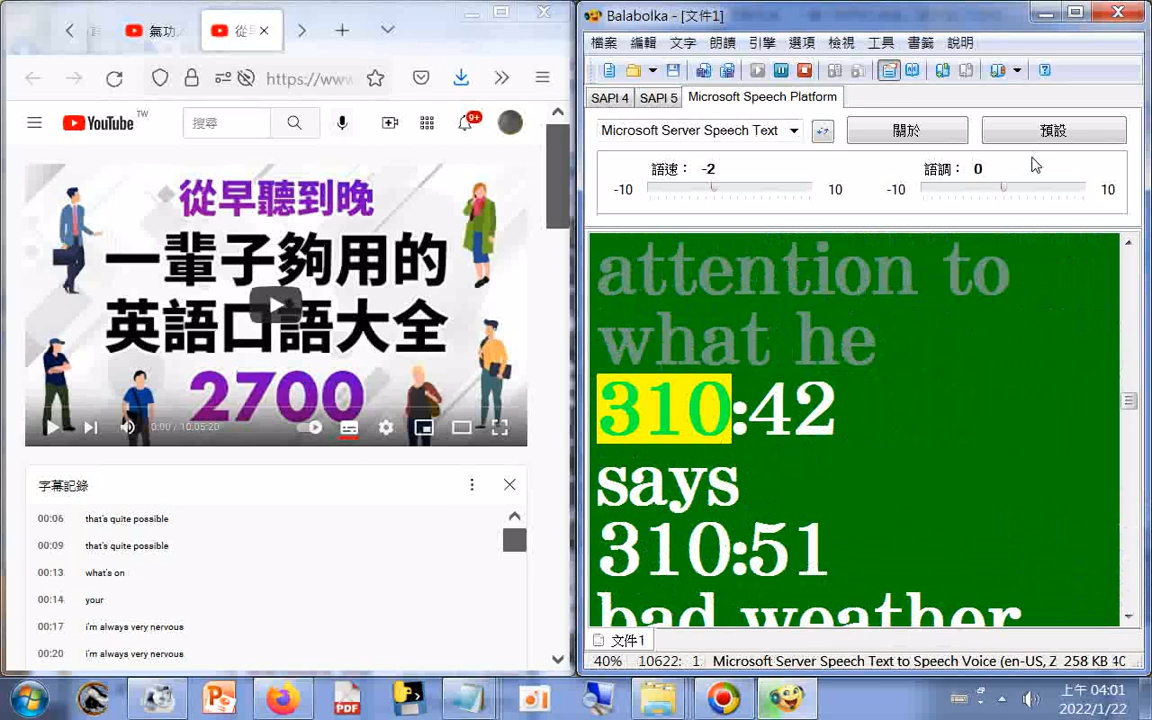 氣功
從
https://www
YouTube TW
搜尋
9+
從早聽到晚
一輩子夠用的
英語口語大全
2700
0:00 / 10:05:20
字幕記錄
00:06 that's quite possible
00:09 that's quite possible
00:13 what's on
00:14 your
00:17 i'm always very nervous
00:20 i'm always very nervous
Balabolka - [文件1]
檔案 編輯 文字 朗讀 引擎 選項 檢視 工具 書籤 說明
SAPI 4 SAPI 5 Microsoft Speech Platform
Microsoft Server Speech Text
關於
預設
語速： -2
語調： 0
-10 10 -10 10
attention to
what he
310:42
says
310:51
bad weather
文件1
40% 10622: 1 Microsoft Server Speech Text to Speech Voice (en-US, Z 258 KB
PDF
上午 04:01
2022/1/22